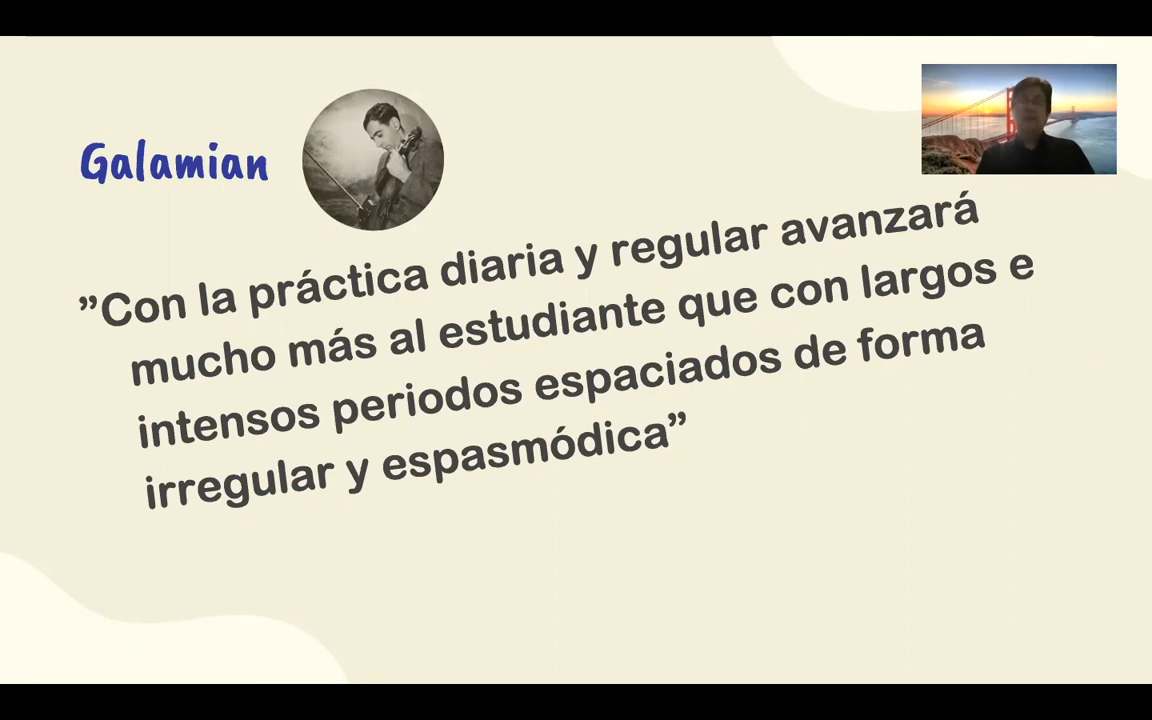 Galamian
”Con la práctica diaria y regular avanzará
mucho más al estudiante que con largos e
intensos periodos espaciados de forma
irregular y espasmódica”